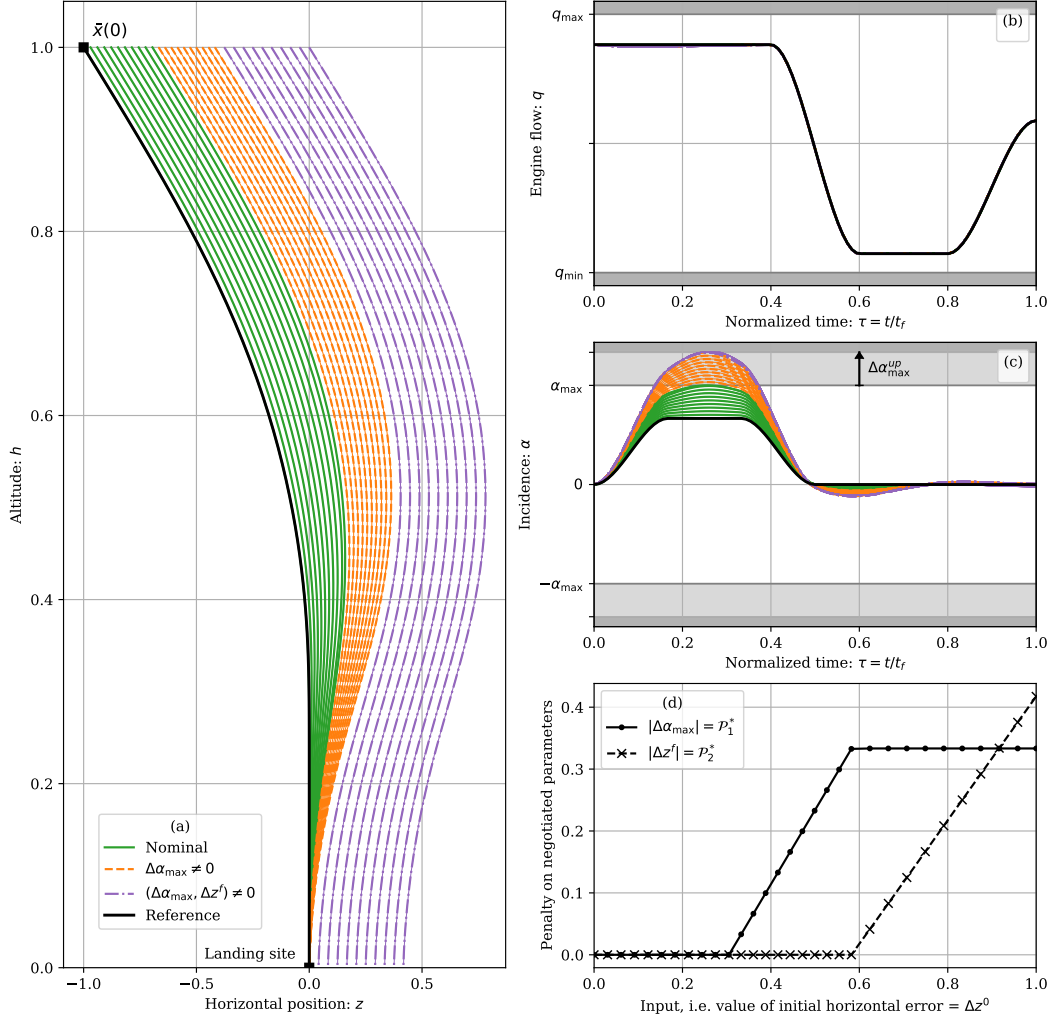 x̄(0)
1.0
0.8
0.6
0.4
0.2
0.0
Altitude: h
(a)
Nominal
Δα_max ≠ 0
(Δα_max, Δz^f) ≠ 0
Reference
Landing site
−1.0
−0.5
0.0
0.5
Horizontal position: z
(b)
q_max
q_min
Engine flow: q
0.0
0.2
0.4
0.6
0.8
1.0
Normalized time: τ = t/t_f
(c)
Δα_max^up
α_max
0
−α_max
Incidence: α
0.0
0.2
0.4
0.6
0.8
1.0
Normalized time: τ = t/t_f
(d)
|Δα_max| = 𝒫_1^*
|Δz^f| = 𝒫_2^*
0.4
0.3
0.2
0.1
0.0
Penalty on negotiated parameters
0.0
0.2
0.4
0.6
0.8
1.0
Input, i.e. value of initial horizontal error = Δz^0